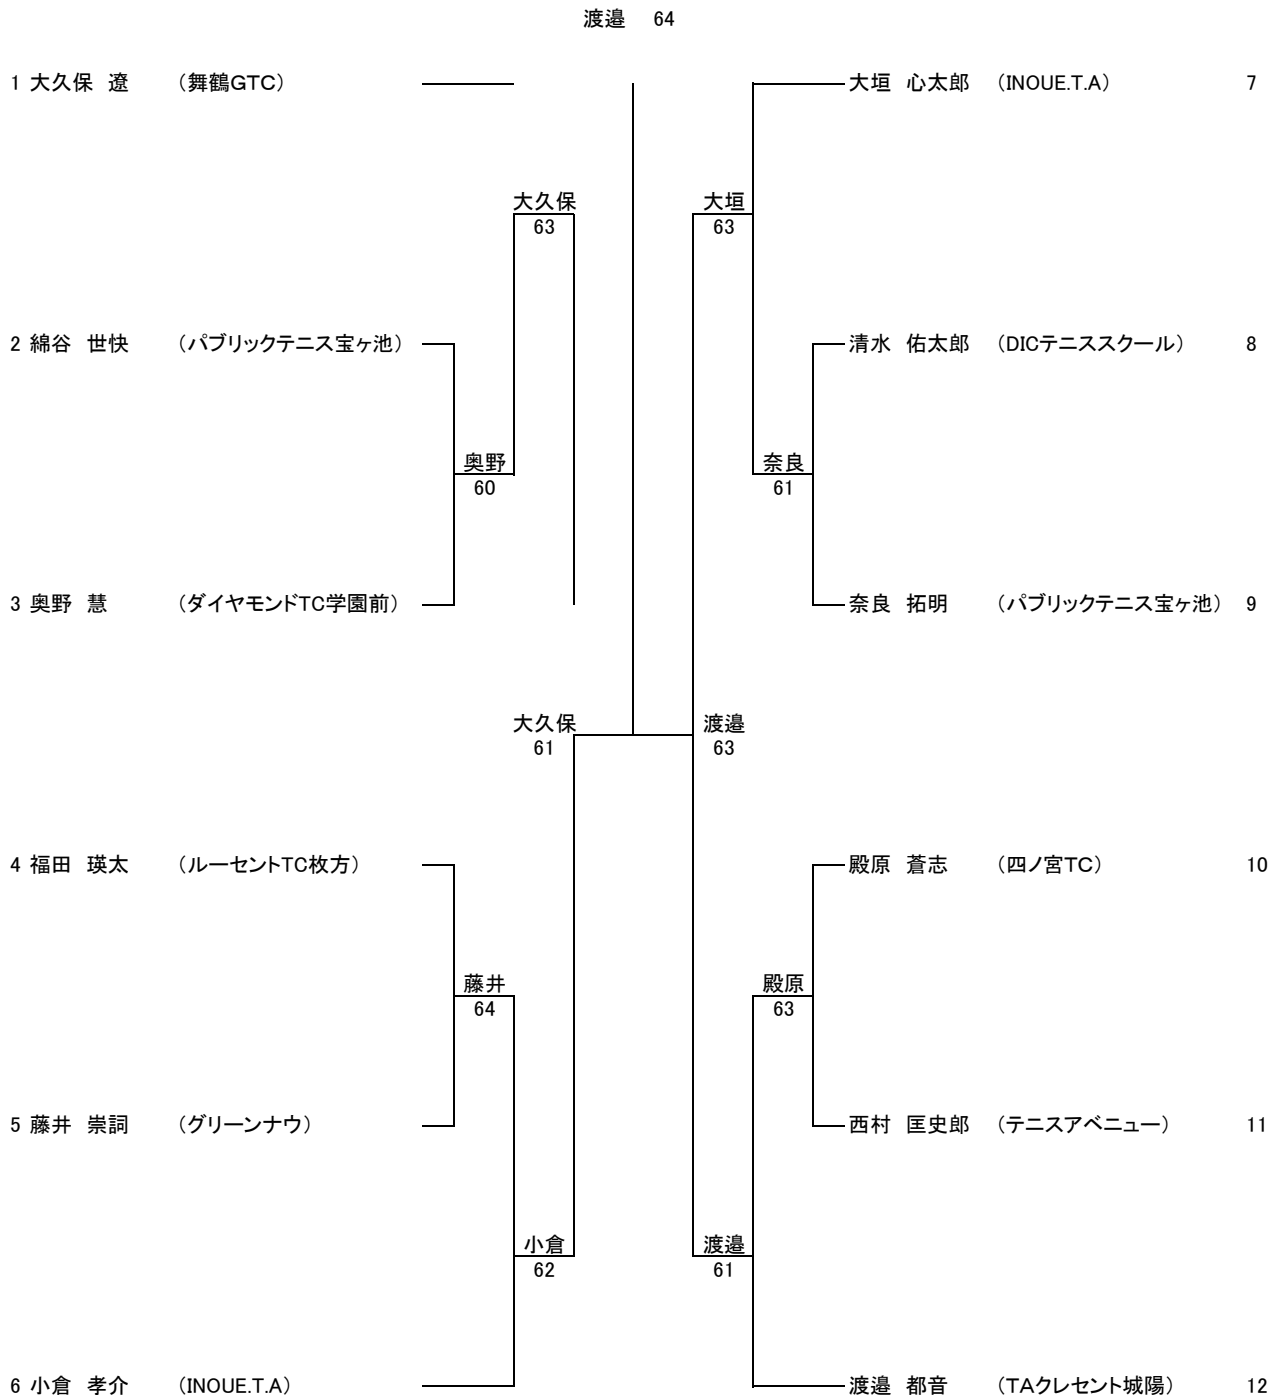 渡邉 64
1 大久保 遼 （舞鶴GTC） 大垣 心太郎 （INOUE.T.A） 7
大久保 大垣
63 63
2 綿谷 世快 （パブリックテニス宝ヶ池） 清水 佑太郎 （DICテニススクール） 8
奥野 奈良
60 61
3 奥野 慧 （ダイヤモンドTC学園前） 奈良 拓明 （パブリックテニス宝ヶ池） 9
大久保 渡邉
61 63
4 福田 瑛太 （ルーセントTC枚方） 殿原 蒼志 （四ノ宮TC） 10
藤井 殿原
64 63
5 藤井 崇詞 （グリーンナウ） 西村 匡史郎 （テニスアベニュー） 11
小倉 渡邉
62 61
6 小倉 孝介 （INOUE.T.A） 渡邉 都音 （TAクレセント城陽） 12